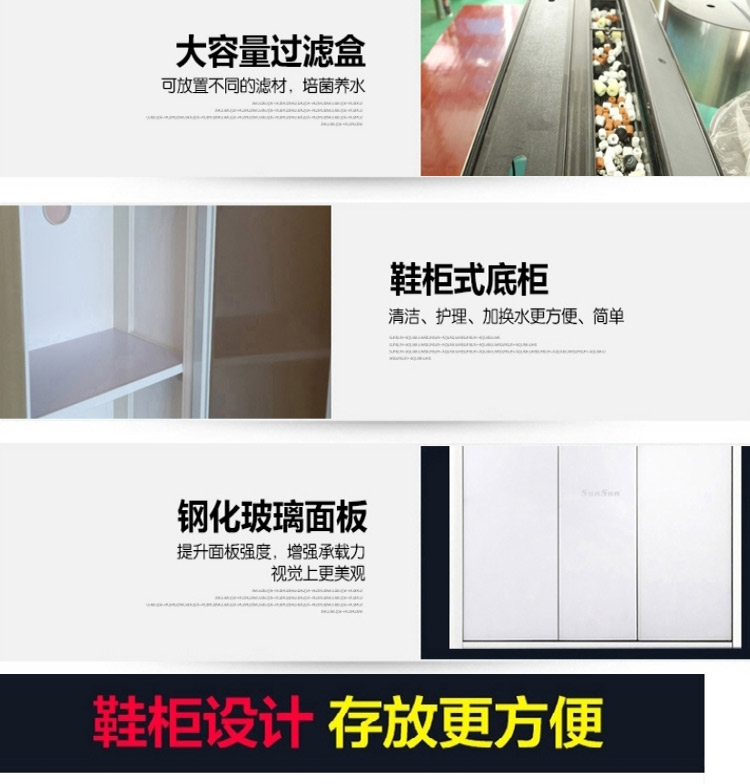 大容量过滤盒
可放置不同的滤材，培菌养水
鞋柜式底柜
清洁、护理、加换水更方便、简单
钢化玻璃面板
提升面板强度，增强承载力
视觉上更美观
SunSun
鞋柜设计 存放更方便